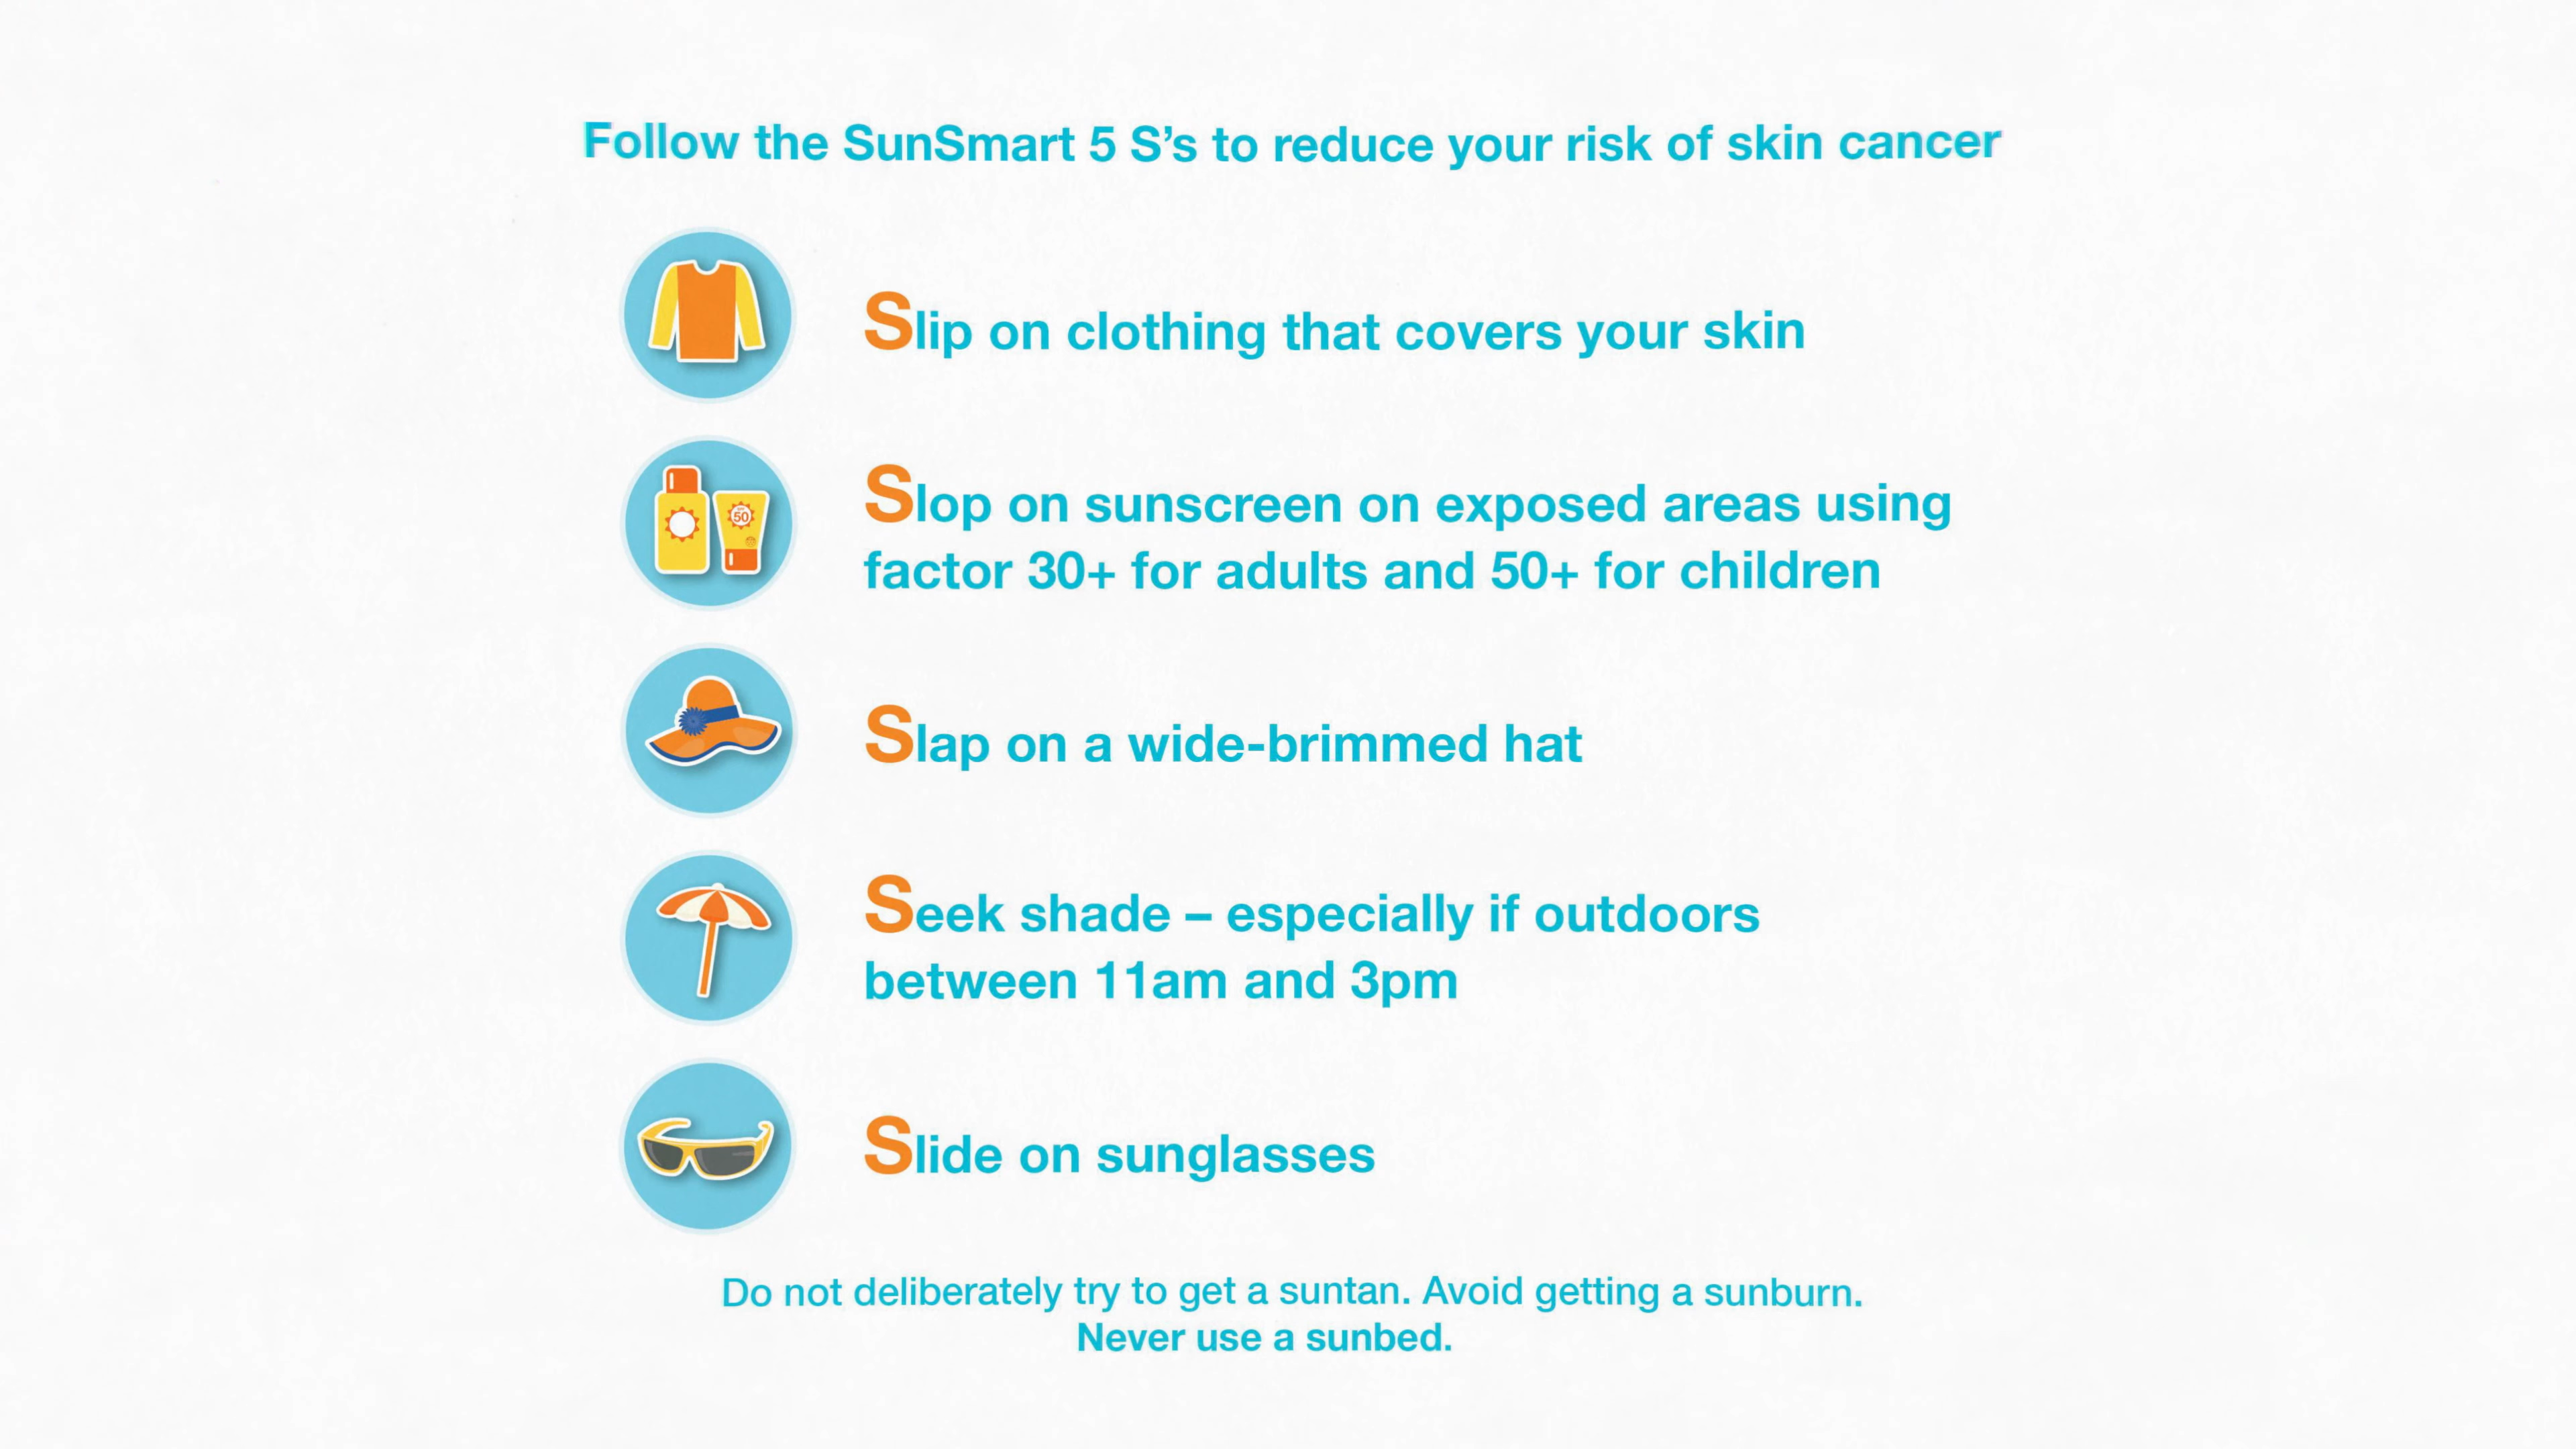 Follow the SunSmart 5 S’s to reduce your risk of skin cancer
Slip on clothing that covers your skin
50
Slop on sunscreen on exposed areas using
factor 30+ for adults and 50+ for children
Slap on a wide-brimmed hat
Seek shade – especially if outdoors
between 11am and 3pm
Slide on sunglasses
Do not deliberately try to get a suntan. Avoid getting a sunburn.
Never use a sunbed.